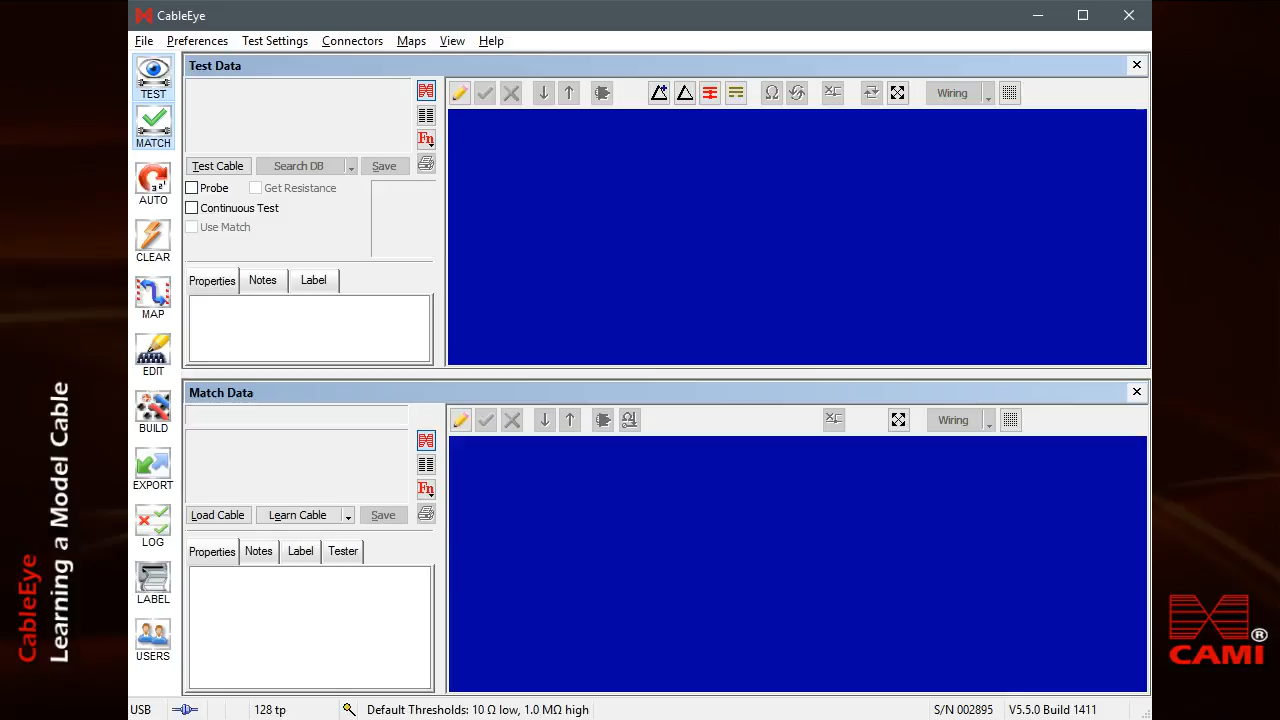 CableEye
File Preferences Test Settings Connectors Maps View Help
TEST
MATCH
AUTO
CLEAR
MAP
EDIT
BUILD
EXPORT
LOG
LABEL
USERS
Test Data
Wiring
Test Cable Search DB Save
Probe Get Resistance
Continuous Test
Use Match
Properties Notes Label
Fn
Match Data
Wiring
Fn
Load Cable Learn Cable Save
Properties Notes Label Tester
USB 128 tp Default Thresholds: 10 Ω low, 1.0 MΩ high S/N 002895 V5.5.0 Build 1411
CableEye
Learning a Model Cable
CAMI ®